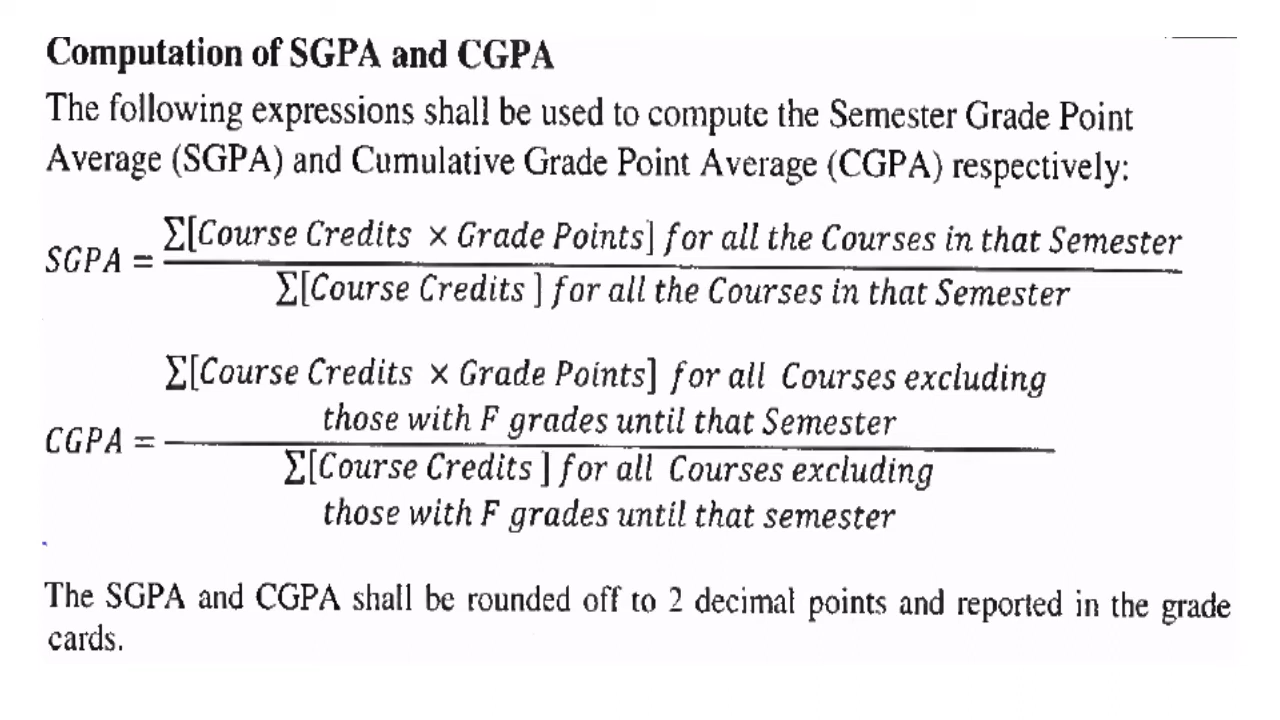 Computation of SGPA and CGPA
The following expressions shall be used to compute the Semester Grade Point
Average (SGPA) and Cumulative Grade Point Average (CGPA) respectively:
∑[Course Credits × Grade Points] for all the Courses in that Semester
SGPA =
∑[Course Credits ] for all the Courses in that Semester
∑[Course Credits × Grade Points] for all Courses excluding
those with F grades until that Semester
CGPA =
∑[Course Credits ] for all Courses excluding
those with F grades until that semester
The SGPA and CGPA shall be rounded off to 2 decimal points and reported in the grade
cards.